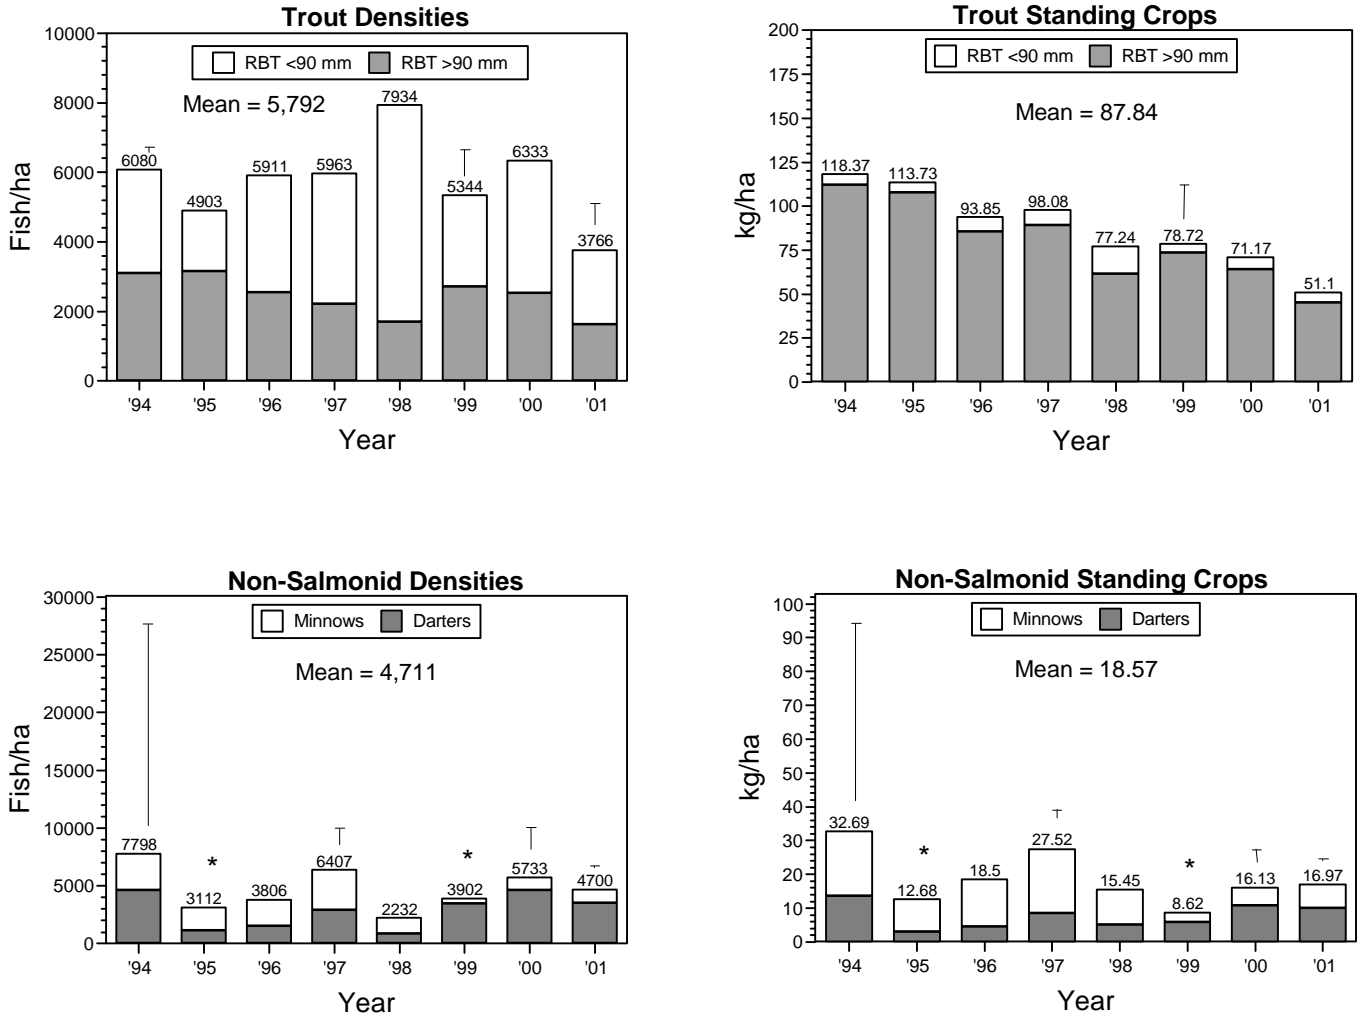 Trout Densities
10000
8000
6000
4000
2000
0
Fish/ha
RBT <90 mm RBT >90 mm
Mean = 5,792
6080
4903
5911
5963
7934
5344
6333
3766
'94 '95 '96 '97 '98 '99 '00 '01
Year
Trout Standing Crops
200
175
150
125
100
75
50
25
0
kg/ha
RBT <90 mm RBT >90 mm
Mean = 87.84
118.37
113.73
93.85
98.08
77.24
78.72
71.17
51.1
'94 '95 '96 '97 '98 '99 '00 '01
Year
Non-Salmonid Densities
30000
25000
20000
15000
10000
5000
0
Fish/ha
Minnows Darters
Mean = 4,711
7798
*
3112
3806
6407
2232
*
3902
5733
4700
'94 '95 '96 '97 '98 '99 '00 '01
Year
Non-Salmonid Standing Crops
100
90
80
70
60
50
40
30
20
10
0
kg/ha
Minnows Darters
Mean = 18.57
32.69
*
12.68
18.5
27.52
15.45
*
8.62
16.13
16.97
'94 '95 '96 '97 '98 '99 '00 '01
Year